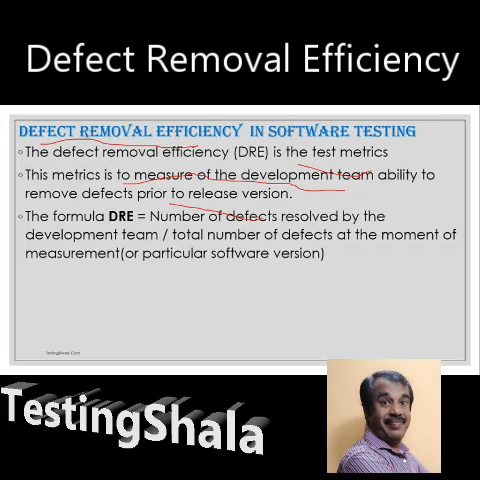 Defect Removal Efficiency
DEFECT REMOVAL EFFICIENCY IN SOFTWARE TESTING
The defect removal efficiency (DRE) is the test metrics
This metrics is to measure of the development team ability to
remove defects prior to release version.
The formula DRE = Number of defects resolved by the
development team / total number of defects at the moment of
measurement(or particular software version)
TestingShala.Com
TestingShala